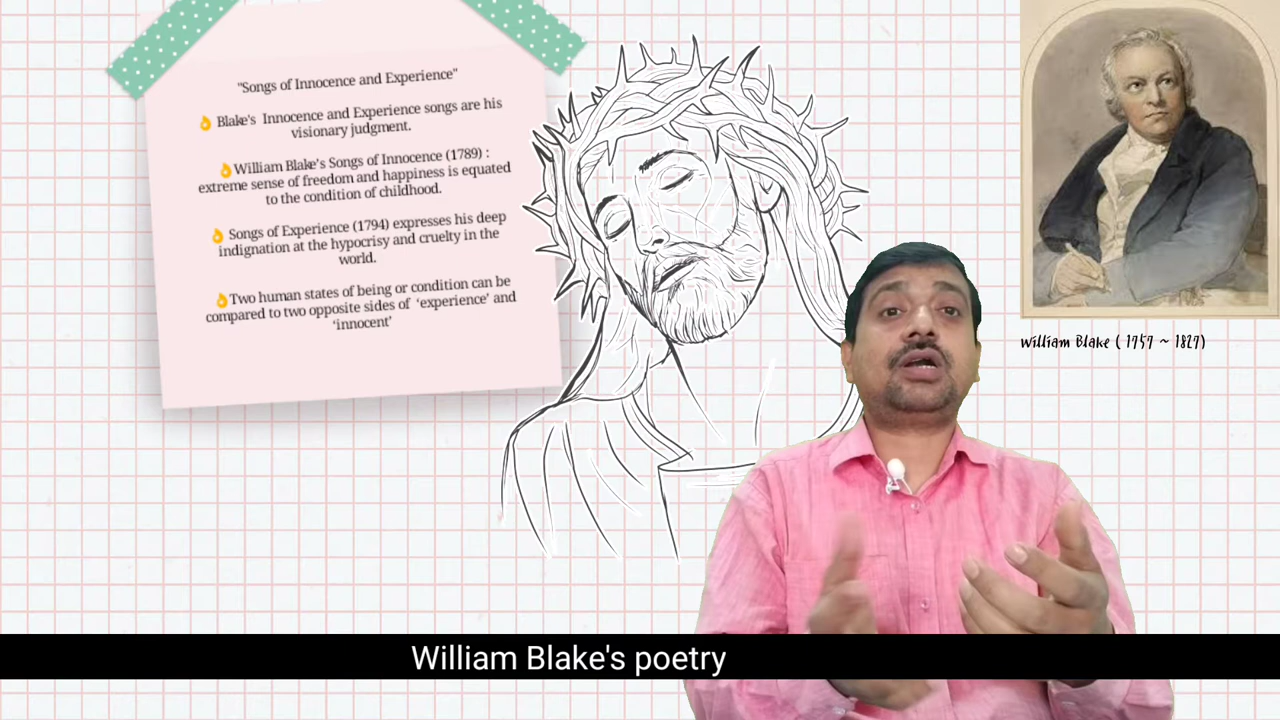 "Songs of Innocence and Experience"
👌 Blake's Innocence and Experience songs are his
visionary judgment.
👌William Blake's Songs of Innocence (1789) :
extreme sense of freedom and happiness is equated
to the condition of childhood.
👌 Songs of Experience (1794) expresses his deep
indignation at the hypocrisy and cruelty in the
world.
👌Two human states of being or condition can be
compared to two opposite sides of 'experience' and
'innocent'
William Blake ( 1757 ~ 1827)
William Blake's poetry